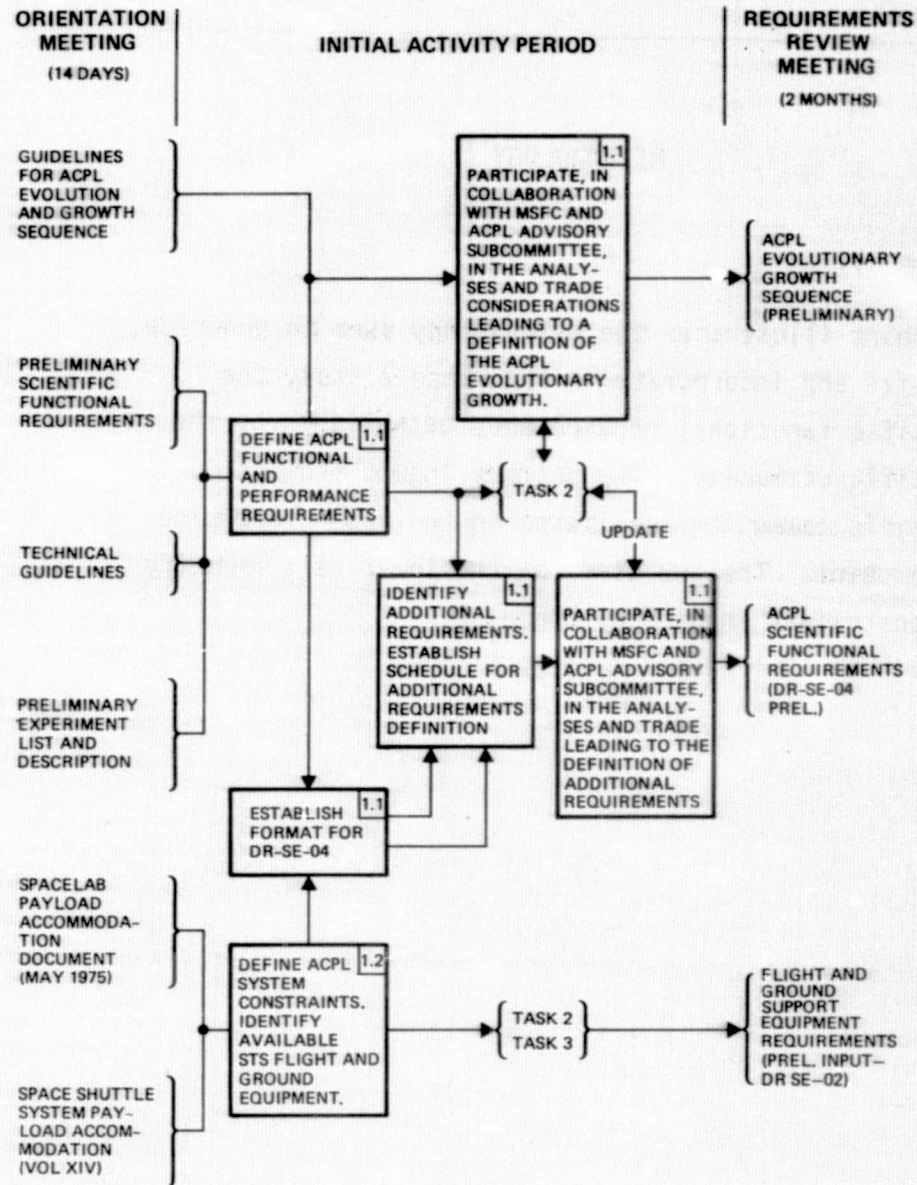 ORIENTATION
MEETING
(14 DAYS)
INITIAL ACTIVITY PERIOD
REQUIREMENTS
REVIEW
MEETING
(2 MONTHS)
GUIDELINES
FOR ACPL
EVOLUTION
AND GROWTH
SEQUENCE
1.1
PARTICIPATE, IN
COLLABORATION
WITH MSFC AND
ACPL ADVISORY
SUBCOMMITTEE,
IN THE ANALY-
SES AND TRADE
CONSIDERATIONS
LEADING TO A
DEFINITION OF
THE ACPL
EVOLUTIONARY
GROWTH.
ACPL
EVOLUTIONARY
GROWTH
SEQUENCE
(PRELIMINARY)
PRELIMINARY
SCIENTIFIC
FUNCTIONAL
REQUIREMENTS
1.1
DEFINE ACPL
FUNCTIONAL
AND
PERFORMANCE
REQUIREMENTS
TASK 2
UPDATE
TECHNICAL
GUIDELINES
1.1
IDENTIFY
ADDITIONAL
REQUIREMENTS.
ESTABLISH
SCHEDULE FOR
ADDITIONAL
REQUIREMENTS
DEFINITION
1.1
PARTICIPATE, IN
COLLABORATION
WITH MSFC AND
ACPL ADVISORY
SUBCOMMITTEE,
IN THE ANALY-
SES AND TRADE
LEADING TO THE
DEFINITION OF
ADDITIONAL
REQUIREMENTS
ACPL
SCIENTIFIC
FUNCTIONAL
REQUIREMENTS
(DR-SE-04
PREL.)
PRELIMINARY
EXPERIMENT
LIST AND
DESCRIPTION
1.1
ESTABLISH
FORMAT FOR
DR-SE-04
SPACELAB
PAYLOAD
ACCOMMODA-
TION
DOCUMENT
(MAY 1975)
1.2
DEFINE ACPL
SYSTEM
CONSTRAINTS.
IDENTIFY
AVAILABLE
STS FLIGHT AND
GROUND
EQUIPMENT.
TASK 2
TASK 3
FLIGHT AND
GROUND
SUPPORT
EQUIPMENT
REQUIREMENTS
(PREL. INPUT—
DR SE-02)
SPACE SHUTTLE
SYSTEM PAY-
LOAD ACCOM-
MODATION
(VOL XIV)